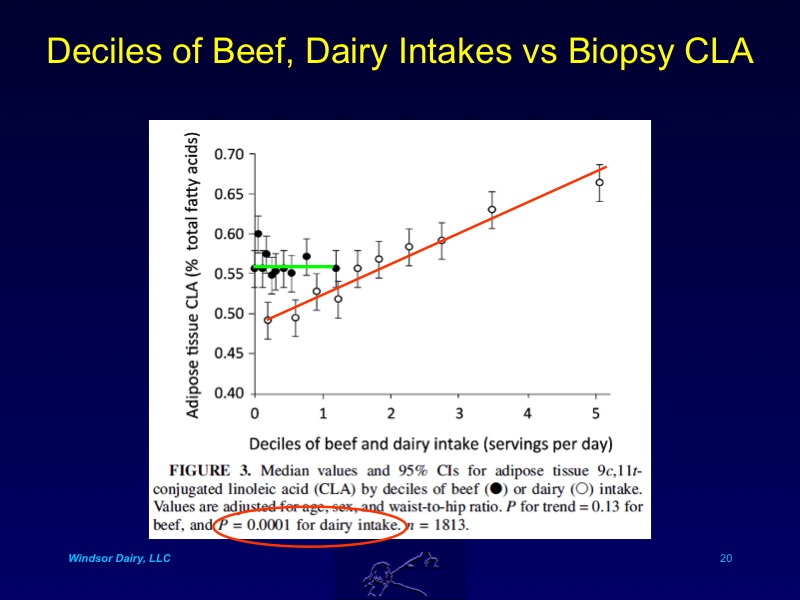 Deciles of Beef, Dairy Intakes vs Biopsy CLA
Adipose tissue CLA (% total fatty acids)
0.70
0.65
0.60
0.55
0.50
0.45
0.40
0 1 2 3 4 5
Deciles of beef and dairy intake (servings per day)
FIGURE 3. Median values and 95% CIs for adipose tissue 9c,11t-
conjugated linoleic acid (CLA) by deciles of beef (●) or dairy (○) intake.
Values are adjusted for age, sex, and waist-to-hip ratio. P for trend = 0.13 for
beef, and P = 0.0001 for dairy intake. n = 1813.
Windsor Dairy, LLC
20